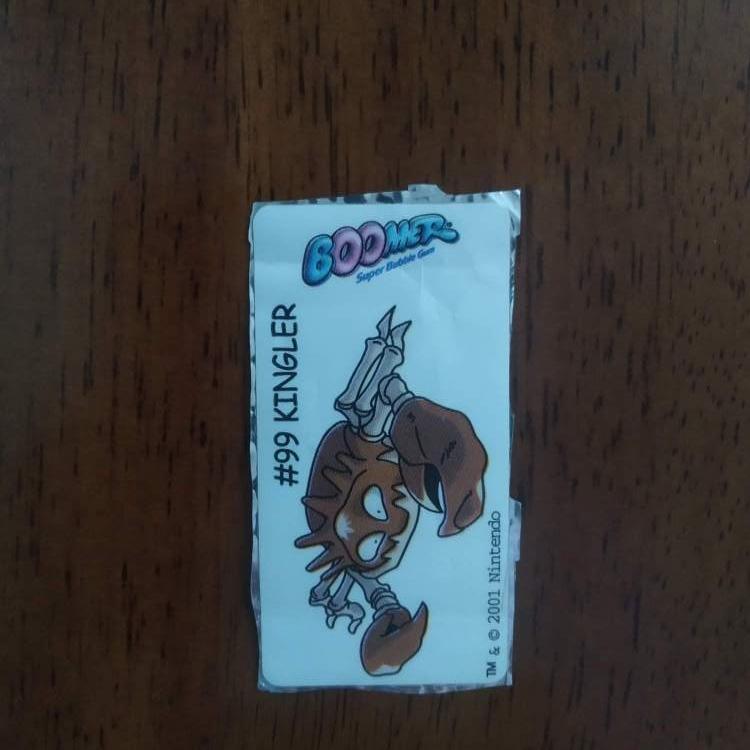 BOOMER
Super Bubble Gum
#99 KINGLER
TM & © 2001 Nintendo